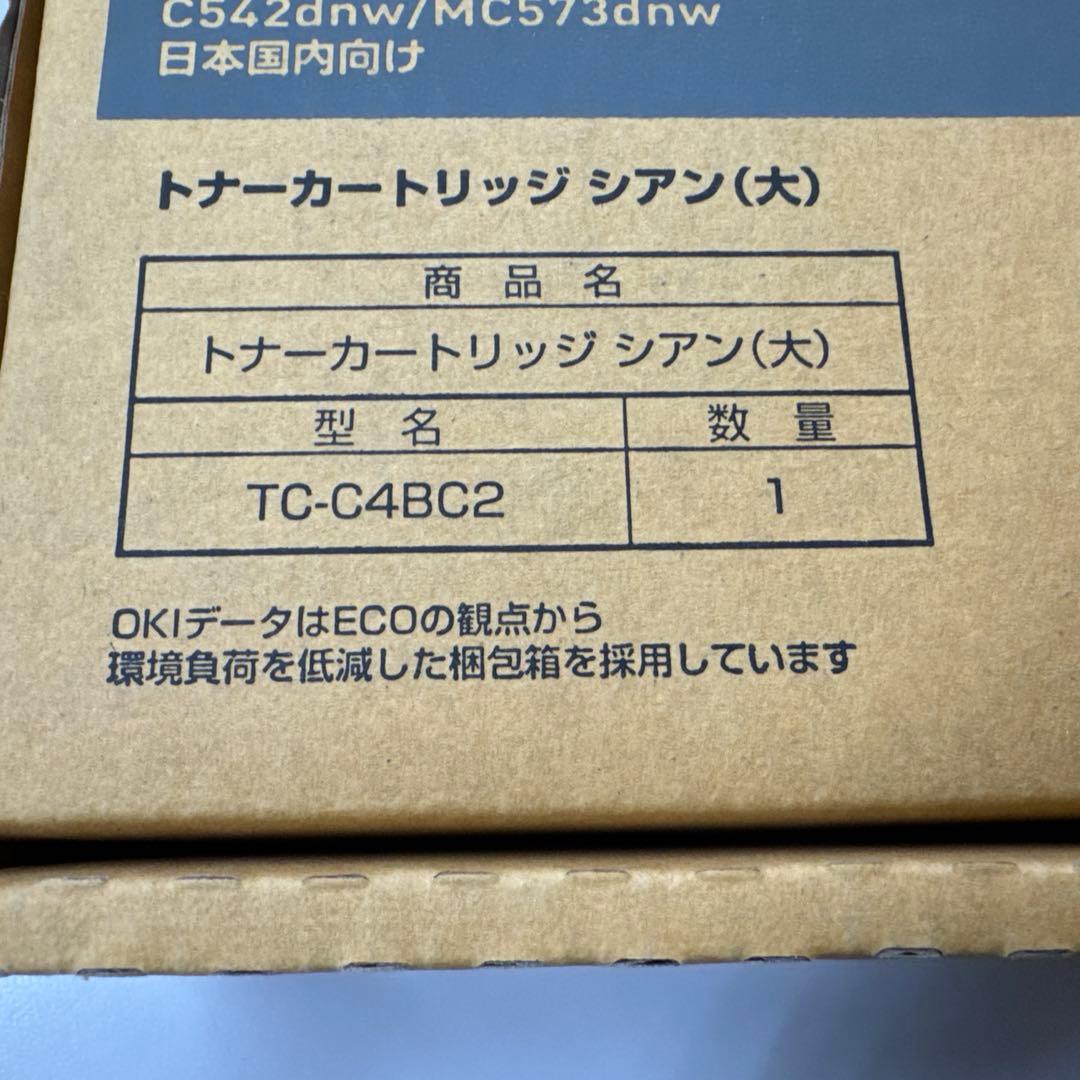 C542dnw/MC573dnw
日本国内向け
トナーカートリッジ シアン(大)
商 品 名
トナーカートリッジ シアン(大)
型 名 数 量
TC-C4BC2 1
OKIデータはECOの観点から
環境負荷を低減した梱包箱を採用しています